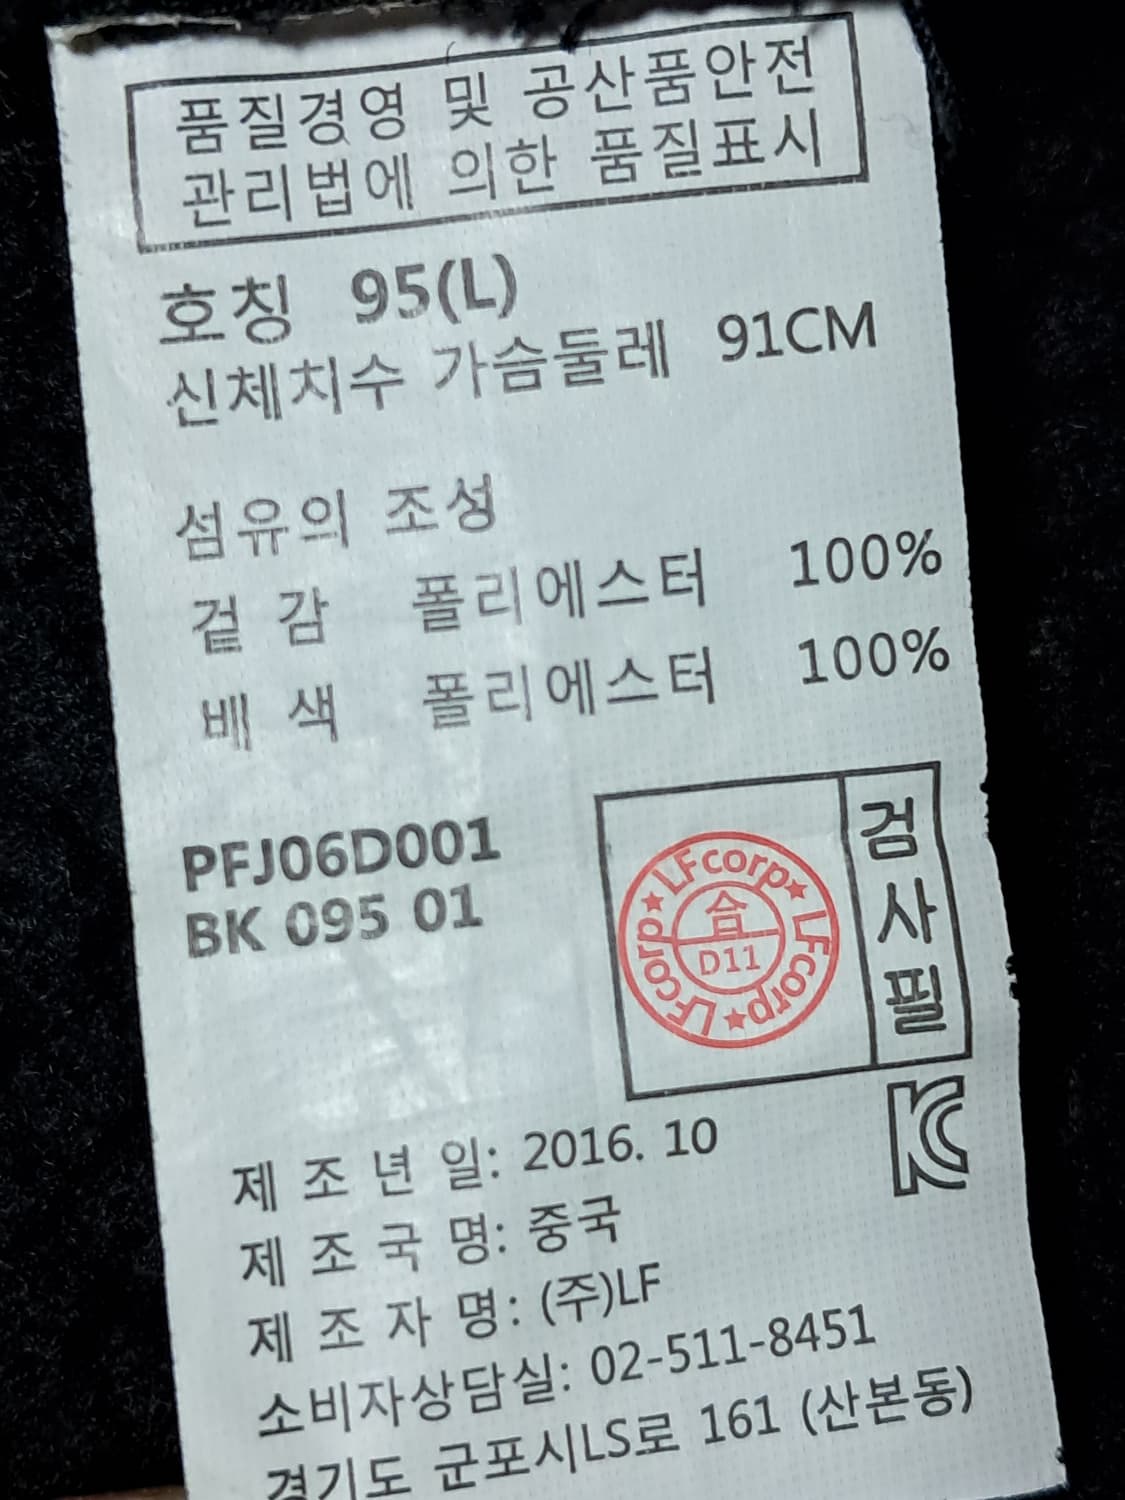 품질경영 및 공산품안전
관리법에 의한 품질표시
호칭 95(L)
신체치수 가슴둘레 91CM
섬유의 조성
겉 감 폴리에스터 100%
배 색 폴리에스터 100%
PFJ06D001
BK 095 01
LFcorp★LFcorp★LFcorp★
合
D11
검
사
필
KC
제 조 년 일: 2016. 10
제 조 국 명: 중국
제 조 자 명: (주)LF
소비자상담실: 02-511-8451
경기도 군포시LS로 161 (산본동)